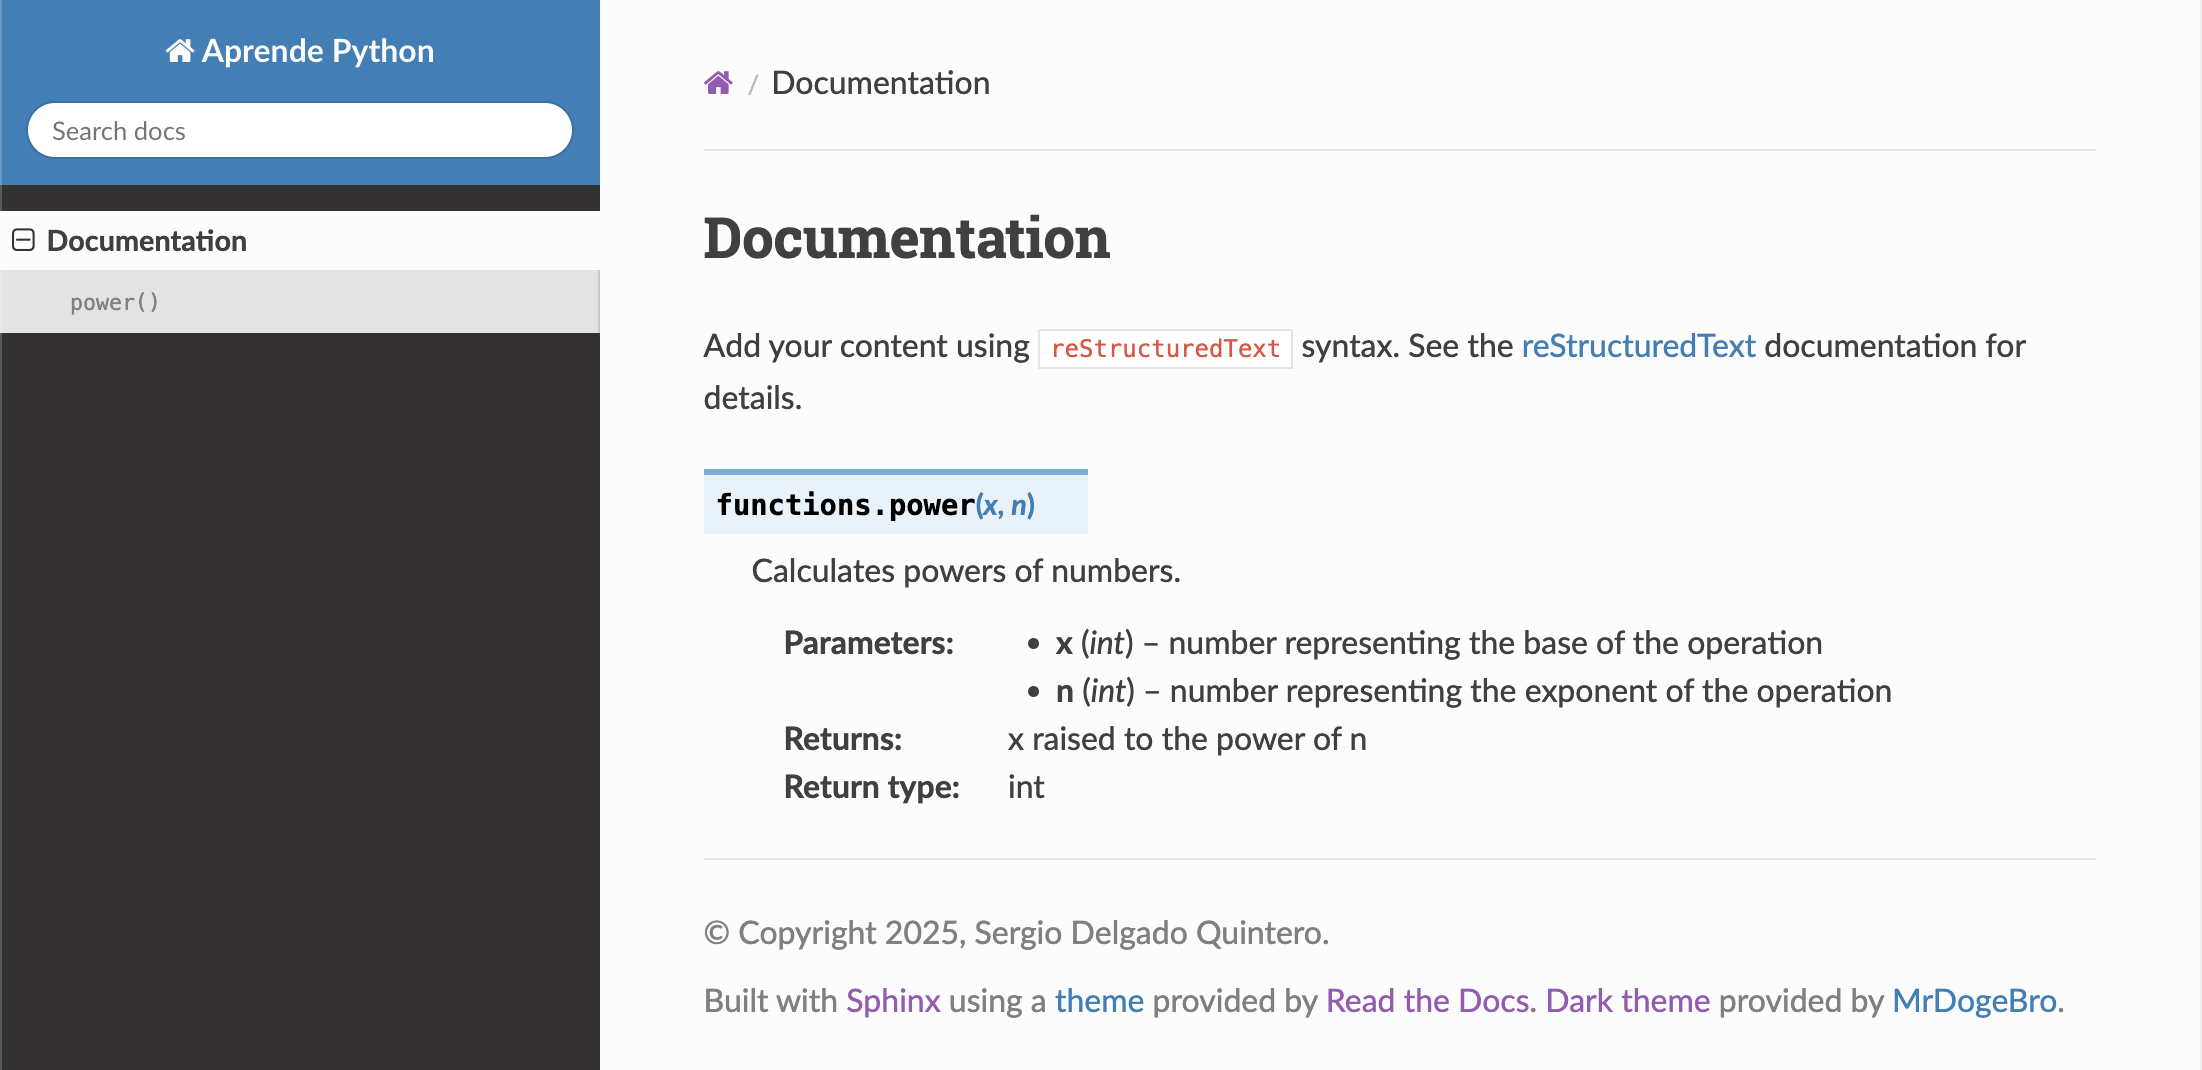 Aprende Python
Search docs
Documentation
power()
/ Documentation
Documentation
Add your content using reStructuredText syntax. See the reStructuredText documentation for
details.
functions.power(x, n)
Calculates powers of numbers.
Parameters: • x (int) – number representing the base of the operation
• n (int) – number representing the exponent of the operation
Returns: x raised to the power of n
Return type: int
© Copyright 2025, Sergio Delgado Quintero.
Built with Sphinx using a theme provided by Read the Docs. Dark theme provided by MrDogeBro.